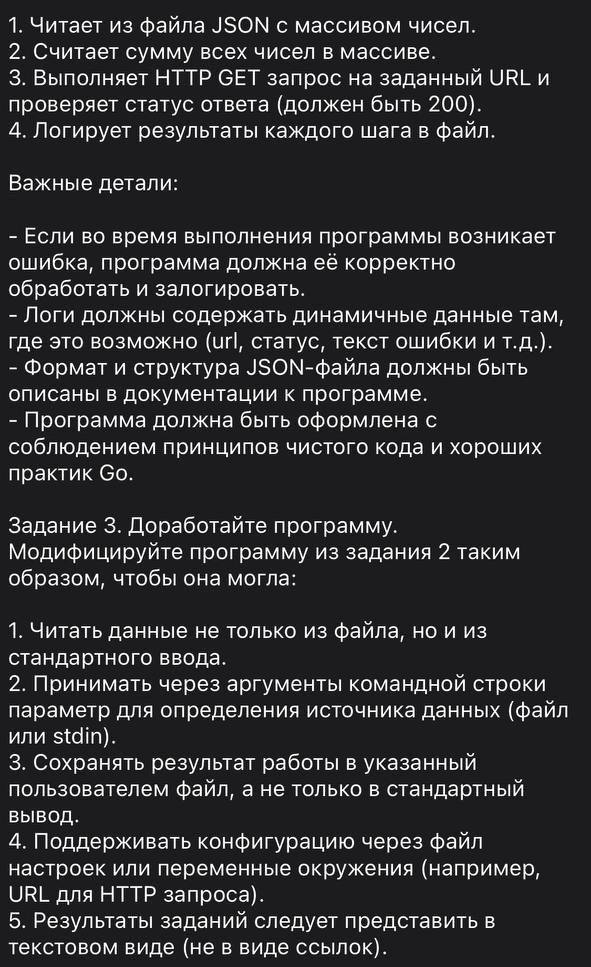 1. Читает из файла JSON с массивом чисел.
2. Считает сумму всех чисел в массиве.
3. Выполняет HTTP GET запрос на заданный URL и
проверяет статус ответа (должен быть 200).
4. Логирует результаты каждого шага в файл.
Важные детали:
- Если во время выполнения программы возникает
ошибка, программа должна её корректно
обработать и залогировать.
- Логи должны содержать динамичные данные там,
где это возможно (url, статус, текст ошибки и т.д.).
- Формат и структура JSON-файла должны быть
описаны в документации к программе.
- Программа должна быть оформлена с
соблюдением принципов чистого кода и хороших
практик Go.
Задание 3. Доработайте программу.
Модифицируйте программу из задания 2 таким
образом, чтобы она могла:
1. Читать данные не только из файла, но и из
стандартного ввода.
2. Принимать через аргументы командной строки
параметр для определения источника данных (файл
или stdin).
3. Сохранять результат работы в указанный
пользователем файл, а не только в стандартный
вывод.
4. Поддерживать конфигурацию через файл
настроек или переменные окружения (например,
URL для HTTP запроса).
5. Результаты заданий следует представить в
текстовом виде (не в виде ссылок).